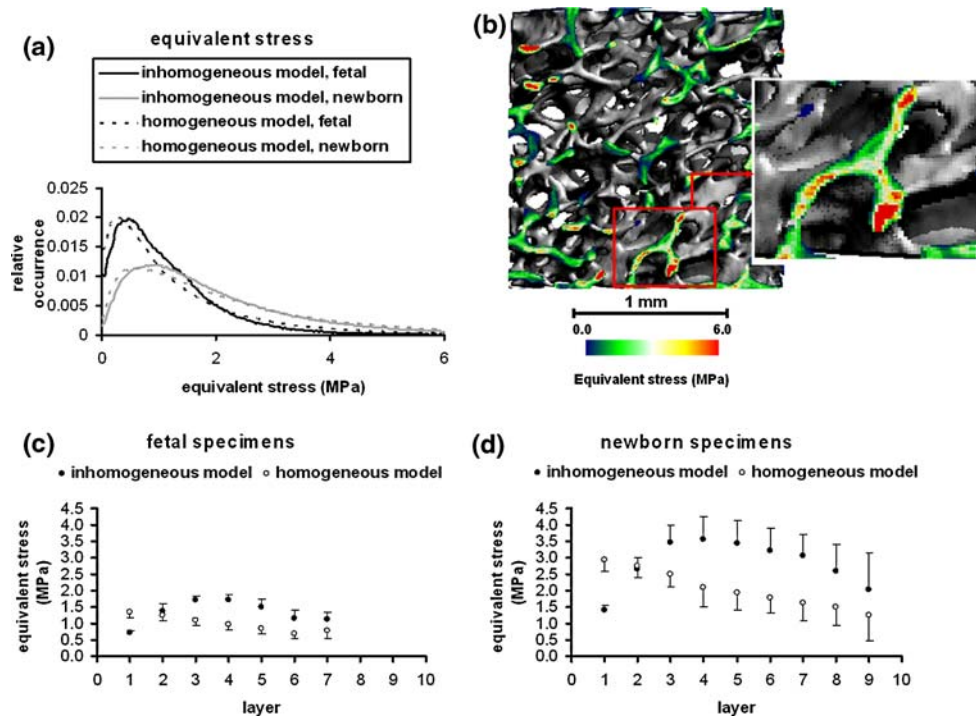 (a)
equivalent stress
inhomogeneous model, fetal
inhomogeneous model, newborn
homogeneous model, fetal
homogeneous model, newborn
relative
occurrence
0.025
0.02
0.015
0.010
0.005
0
0 2 4 6
equivalent stress (MPa)
(b)
1 mm
0.0 6.0
Equivalent stress (MPa)
(c) fetal specimens
• inhomogeneous model ○ homogeneous model
equivalent stress
(MPa)
4.5
4.0
3.5
3.0
2.5
2.0
1.5
1.0
0.5
0.0
0 1 2 3 4 5 6 7 8 9 10
layer
(d) newborn specimens
• inhomogeneous model ○ homogeneous model
equivalent stress
(MPa)
4.5
4.0
3.5
3.0
2.5
2.0
1.5
1.0
0.5
0.0
0 1 2 3 4 5 6 7 8 9 10
layer